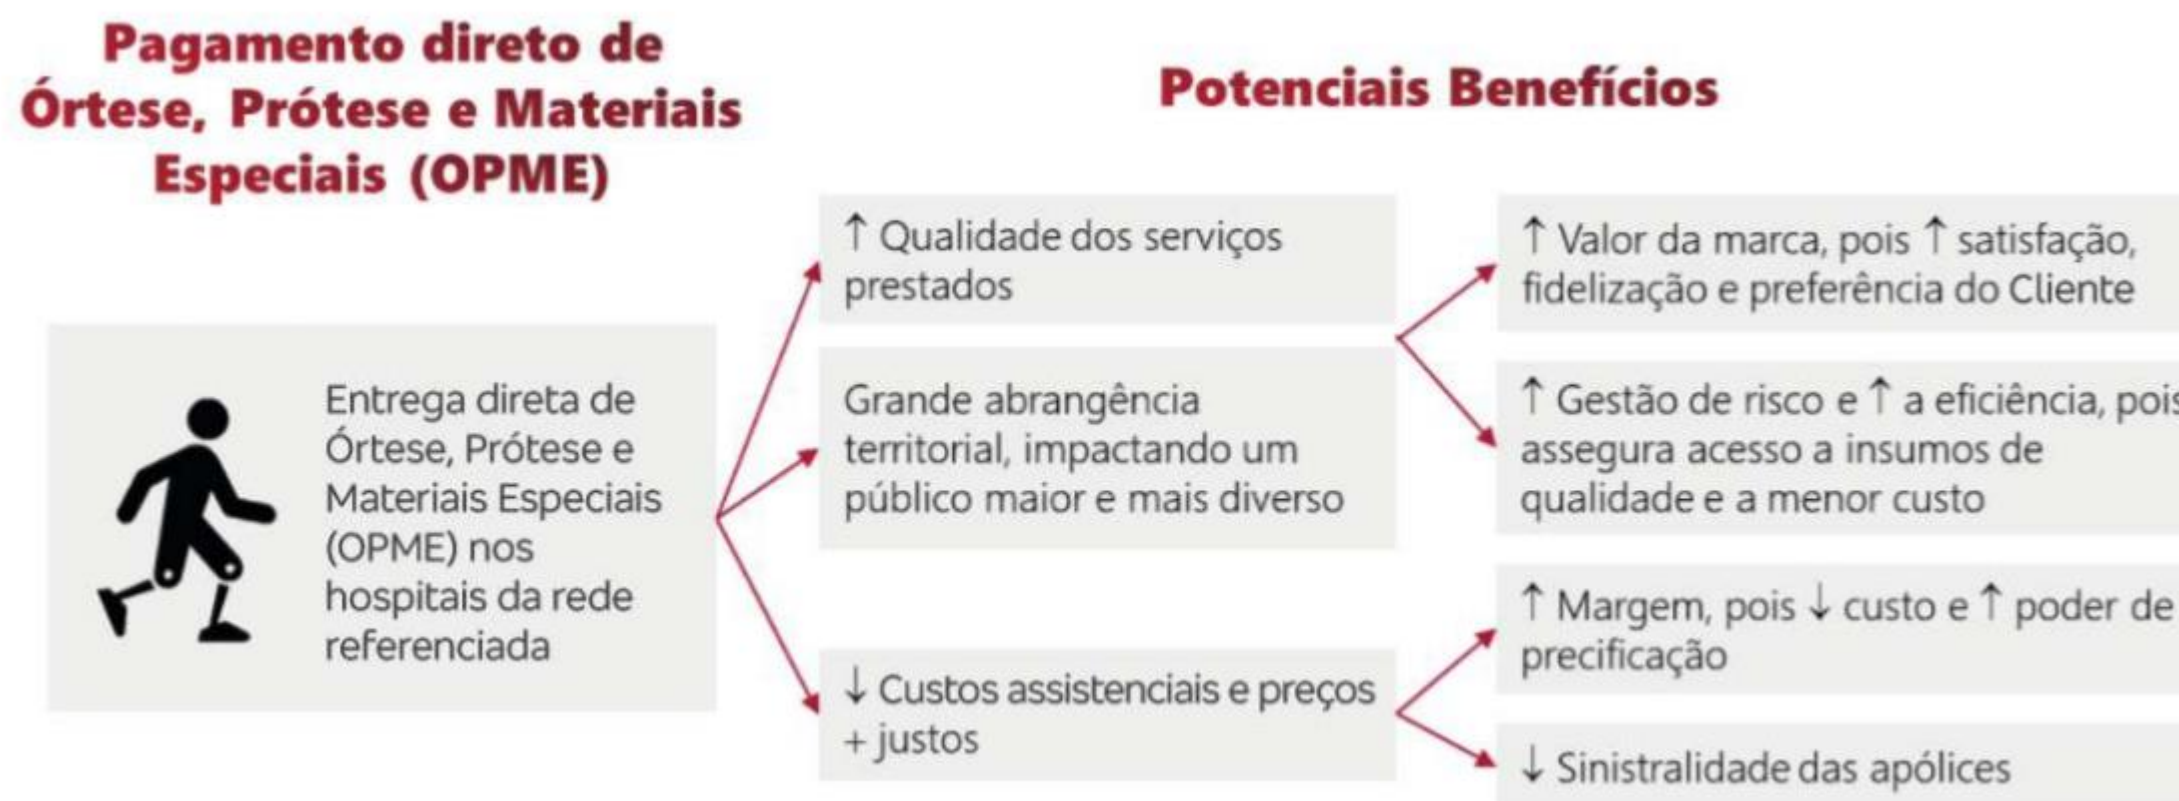 Pagamento direto de
Órtese, Prótese e Materiais
Especiais (OPME)
Potenciais Benefícios
Entrega direta de
Órtese, Prótese e
Materiais Especiais
(OPME) nos
hospitais da rede
referenciada
↑ Qualidade dos serviços
prestados
Grande abrangência
territorial, impactando um
público maior e mais diverso
↓ Custos assistenciais e preços
+ justos
↑ Valor da marca, pois ↑ satisfação,
fidelização e preferência do Cliente
↑ Gestão de risco e ↑ a eficiência, pois
assegura acesso a insumos de
qualidade e a menor custo
↑ Margem, pois ↓ custo e ↑ poder de
precificação
↓ Sinistralidade das apólices